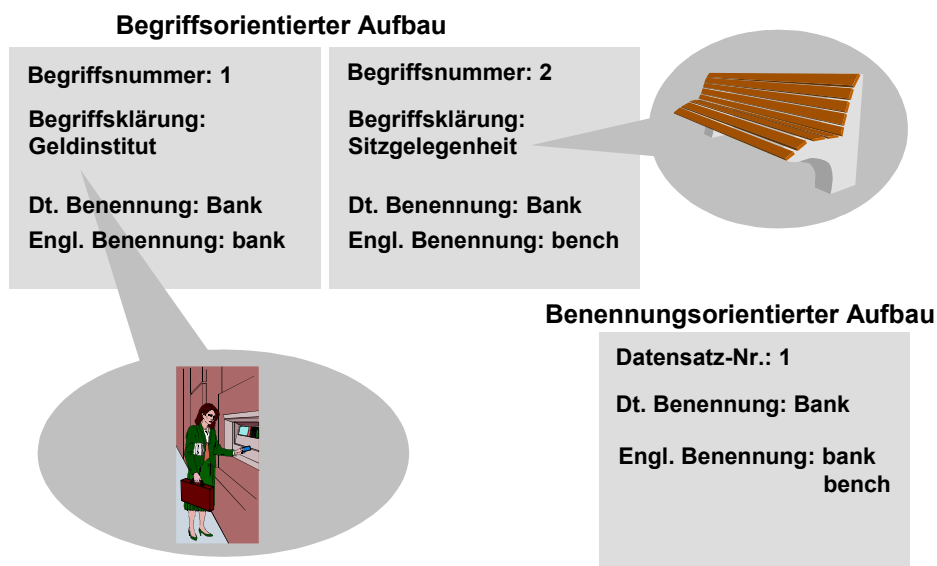 Begriffsorientierter Aufbau
Begriffsnummer: 1
Begriffsklärung:
Geldinstitut
Dt. Benennung: Bank
Engl. Benennung: bank
Begriffsnummer: 2
Begriffsklärung:
Sitzgelegenheit
Dt. Benennung: Bank
Engl. Benennung: bench
Benennungsorientierter Aufbau
Datensatz-Nr.: 1
Dt. Benennung: Bank
Engl. Benennung: bank
bench